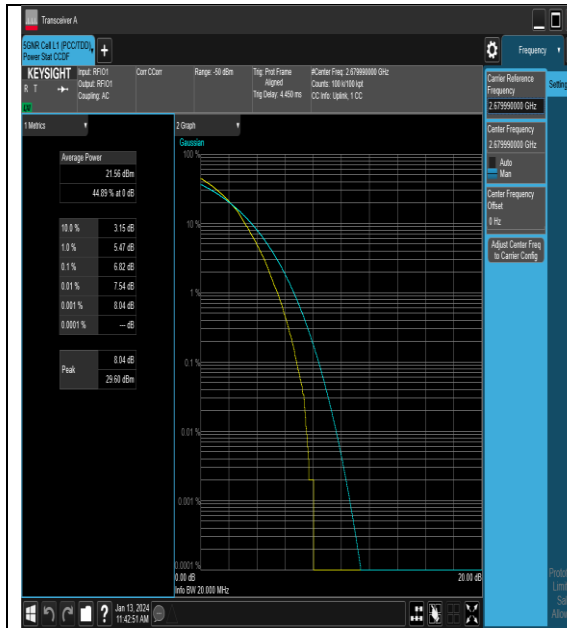 Transceiver A
5GNR Cell L1 (PCC/TDD),
Power Stat CCDF
Frequency
KEYSIGHT
R T
Input: RFIO1
Output: RFIO1
Coupling: AC
Corr CCorr
Range: -50 dBm
Trig: Prot Frame
Aligned
Trig Delay: 4.450 ms
#Center Freq: 2.679990000 GHz
Counts: 100 k/100 kpt
CC Info: Uplink, 1 CC
Carrier Reference
Frequency
2.679990000 GHz
Settings
Center Frequency
2.679990000 GHz
Auto
Man
Center Frequency
Offset
0 Hz
Adjust Center Freq
to Carrier Config
1 Metrics
Average Power
21.56 dBm
44.89 % at 0 dB
10.0 % 3.15 dB
1.0 % 5.47 dB
0.1 % 6.82 dB
0.01 % 7.54 dB
0.001 % 8.04 dB
0.0001 % --- dB
Peak
8.04 dB
29.60 dBm
2 Graph
Gaussian
100 %
10 %
1 %
0.1 %
0.01 %
0.001 %
0.0001 %
0.00 dB
20.00 dB
Info BW 20.000 MHz
?
Jan 13, 2024
11:42:51 AM